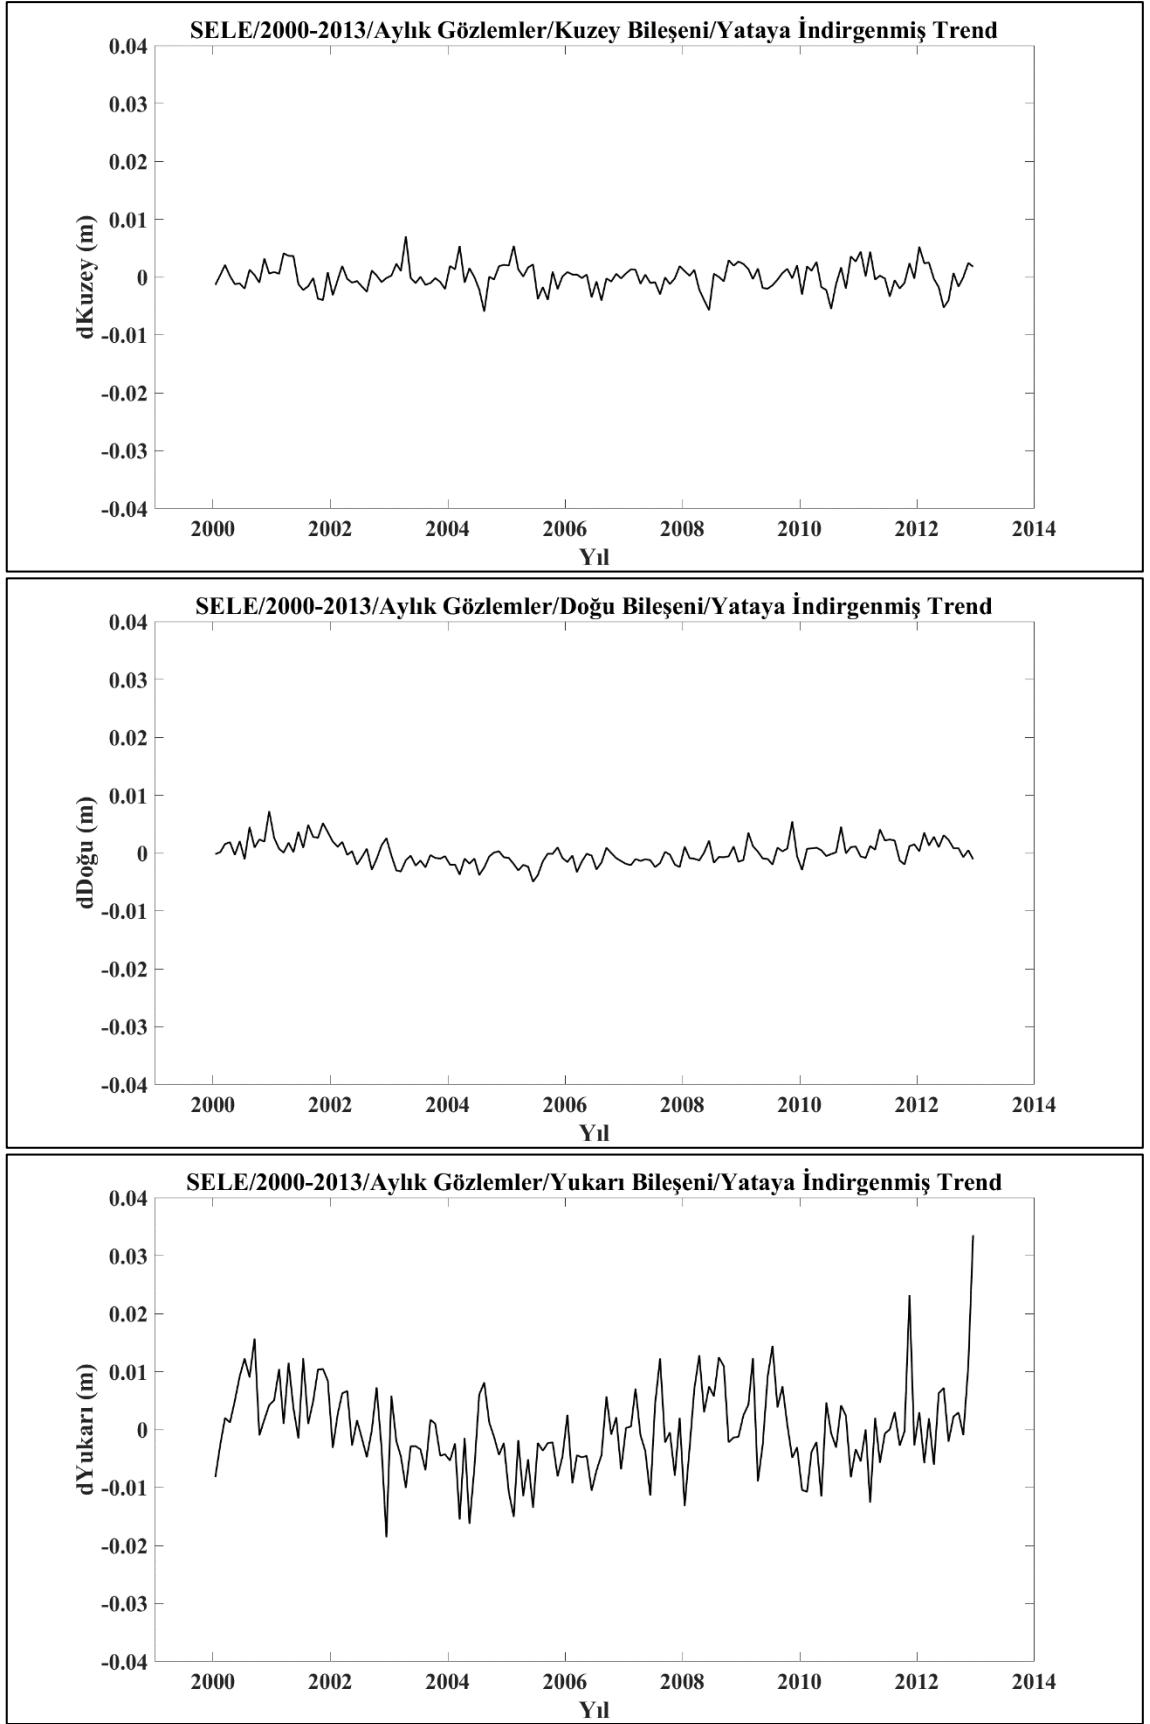 SELE/2000-2013/Aylık Gözlemler/Kuzey Bileşeni/Yataya İndirgenmiş Trend
0.04
0.03
0.02
0.01
0
-0.01
-0.02
-0.03
-0.04
dKuzey (m)
2000 2002 2004 2006 2008 2010 2012 2014
Yıl
SELE/2000-2013/Aylık Gözlemler/Doğu Bileşeni/Yataya İndirgenmiş Trend
0.04
0.03
0.02
0.01
0
-0.01
-0.02
-0.03
-0.04
dDoğu (m)
2000 2002 2004 2006 2008 2010 2012 2014
Yıl
SELE/2000-2013/Aylık Gözlemler/Yukarı Bileşeni/Yataya İndirgenmiş Trend
0.04
0.03
0.02
0.01
0
-0.01
-0.02
-0.03
-0.04
dYukarı (m)
2000 2002 2004 2006 2008 2010 2012 2014
Yıl